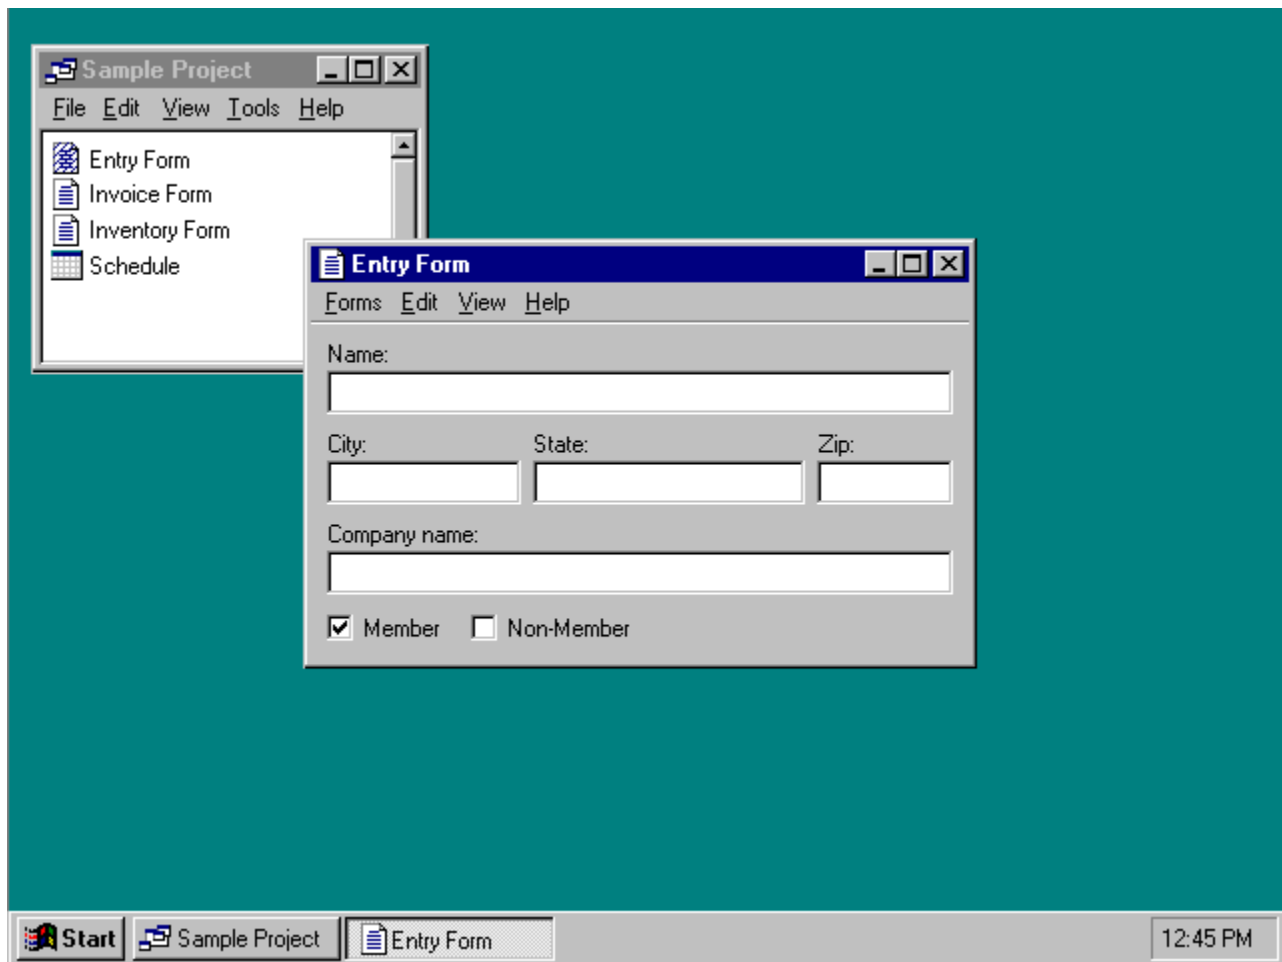 Sample Project
File Edit View Tools Help
Entry Form
Invoice Form
Inventory Form
Schedule
Entry Form
Forms Edit View Help
Name:
City: State: Zip:
Company name:
Member Non-Member
Start Sample Project Entry Form 12:45 PM